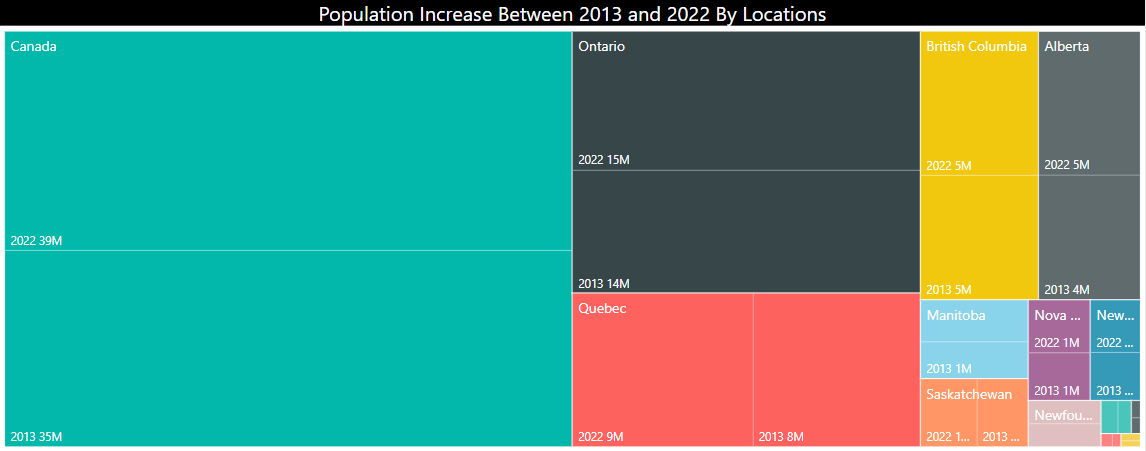 Population Increase Between 2013 and 2022 By Locations
Canada
2022 39M
2013 35M
Ontario
2022 15M
2013 14M
Quebec
2022 9M
2013 8M
British Columbia
2022 5M
2013 5M
Alberta
2022 5M
2013 4M
Manitoba
2013 1M
Saskatchewan
2022 1...
2013 ...
Nova ...
2022 1M
2013 1M
New...
2022 ...
2013 ...
Newfou...